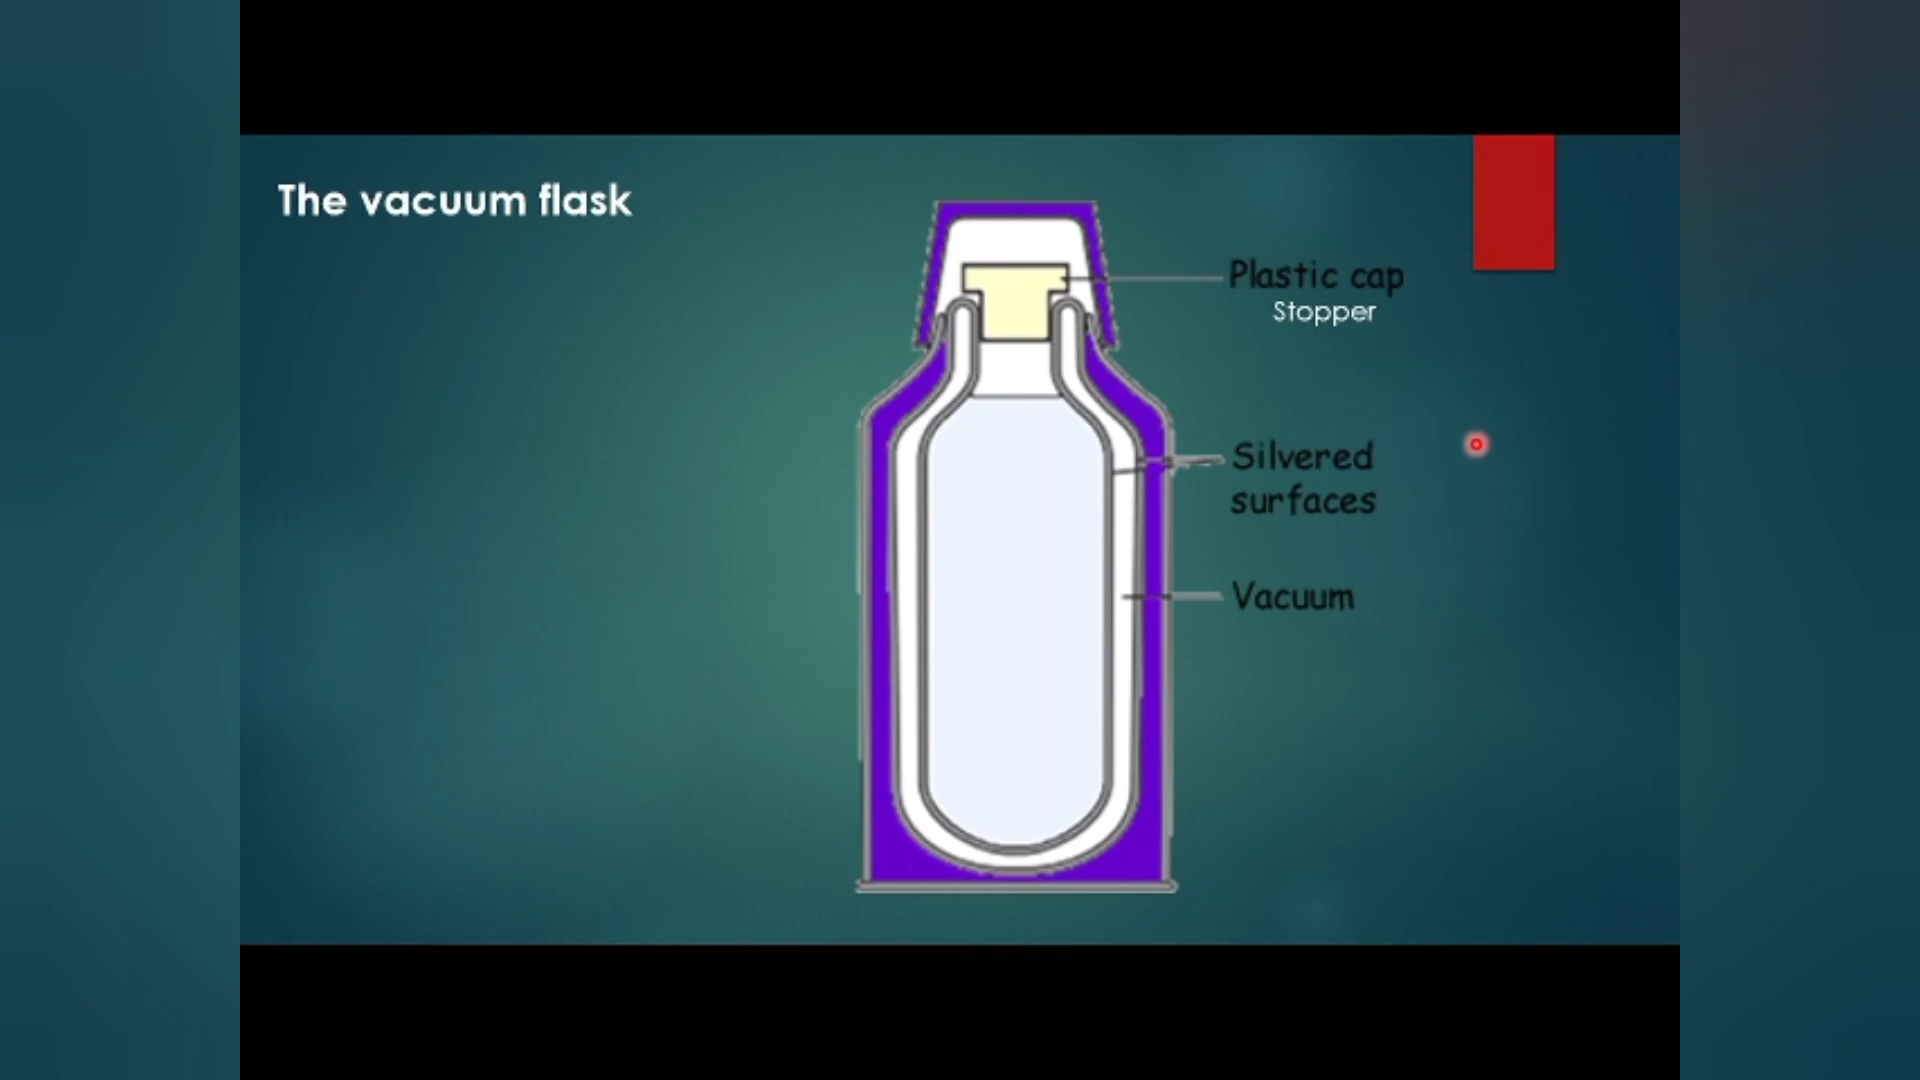 The vacuum flask
Plastic cap
Stopper
Silvered
surfaces
Vacuum